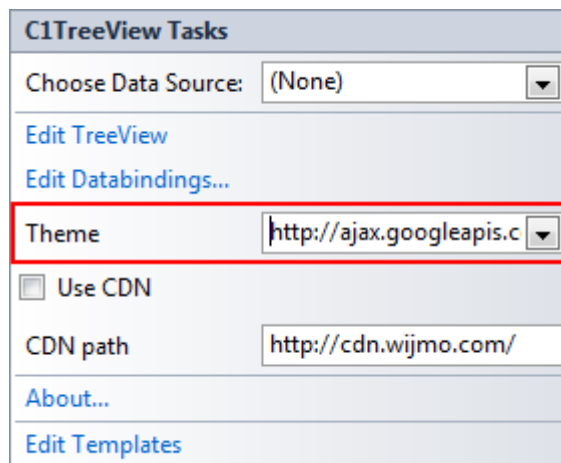 C1TreeView Tasks
Choose Data Source: (None)
Edit TreeView
Edit Databindings...
Theme http://ajax.googleapis.c
Use CDN
CDN path http://cdn.wijmo.com/
About...
Edit Templates